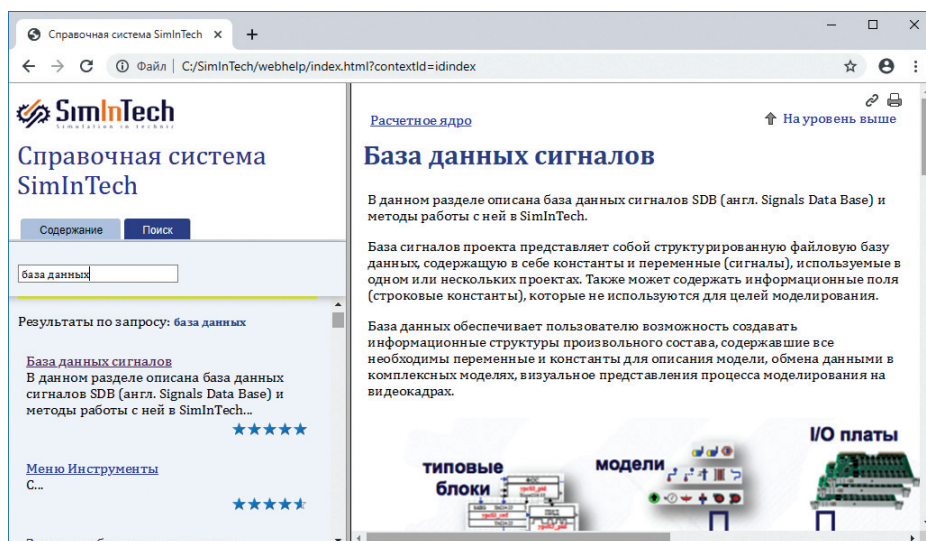 Справочная система SimInTech
Файл | C:/SimInTech/webhelp/index.html?contextId=idindex
SimInTech
Simulation in technic
Справочная система
SimInTech
Содержание
Поиск
база данных
Результаты по запросу: база данных
База данных сигналов
В данном разделе описана база данных
сигналов SDB (англ. Signals Data Base) и
методы работы с ней в SimInTech...
Меню Инструменты
С...
Расчетное ядро
На уровень выше
База данных сигналов
В данном разделе описана база данных сигналов SDB (англ. Signals Data Base) и
методы работы с ней в SimInTech.
База сигналов проекта представляет собой структурированную файловую базу
данных, содержащую в себе константы и переменные (сигналы), используемые в
одном или нескольких проектах. Также может содержать информационные поля
(строковые константы), которые не используются для целей моделирования.
База данных обеспечивает пользователю возможность создавать
информационные структуры произвольного состава, содержавшие все
необходимы переменные и константы для описания модели, обмена данными в
комплексных моделях, визуальное представления процесса моделирования на
видеокадрах.
типовые
блоки
модели
I/O платы